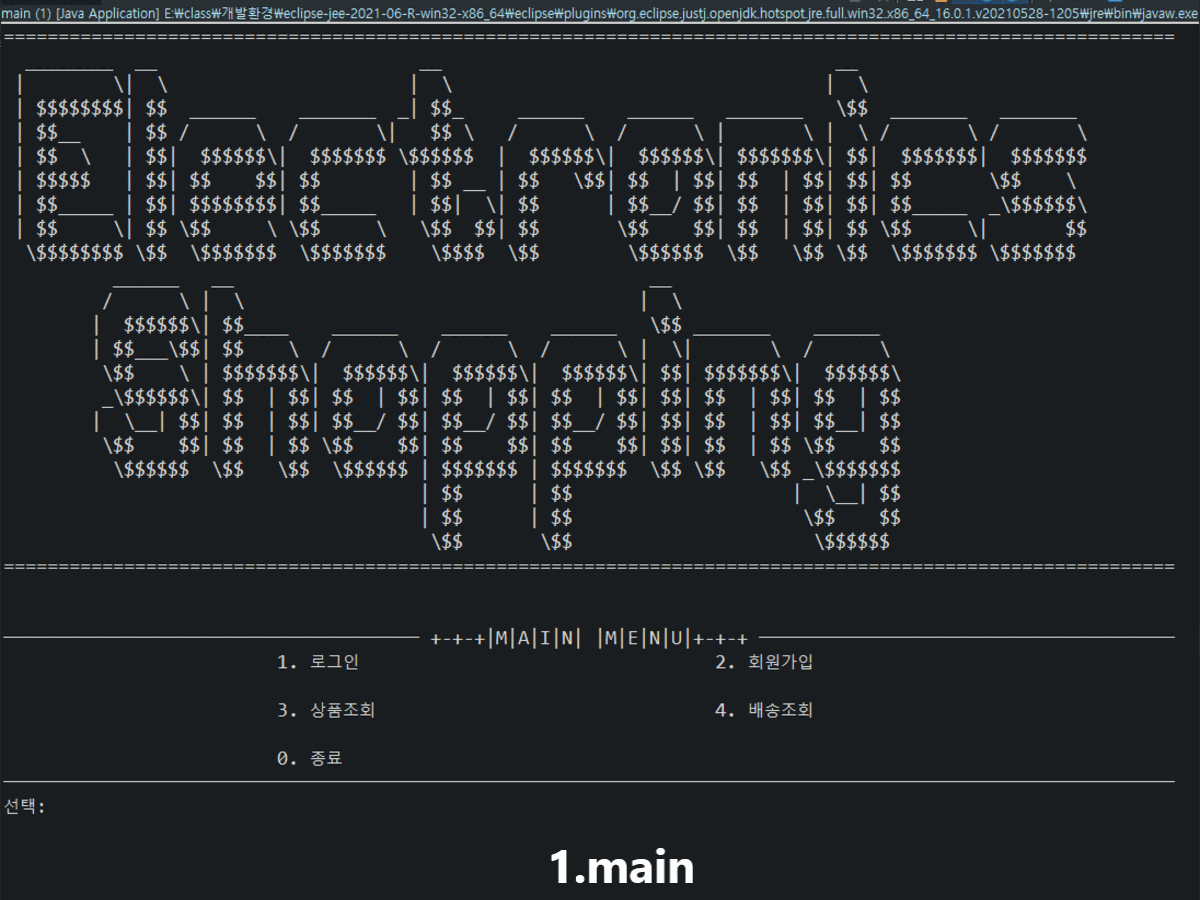 main (1) [Java Application] E:₩class₩개발환경₩eclipse-jee-2021-06-R-win32-x86_64₩eclipse₩plugins₩org.eclipse.justj.openjdk.hotspot.jre.full.win32.x86_64_16.0.1.v20210528-1205₩jre₩bin₩javaw.exe
Electronics
Shopping
+-+-+|M|A|I|N| |M|E|N|U|+-+-+
1. 로그인 2. 회원가입
3. 상품조회 4. 배송조회
0. 종료
선택:
1.main